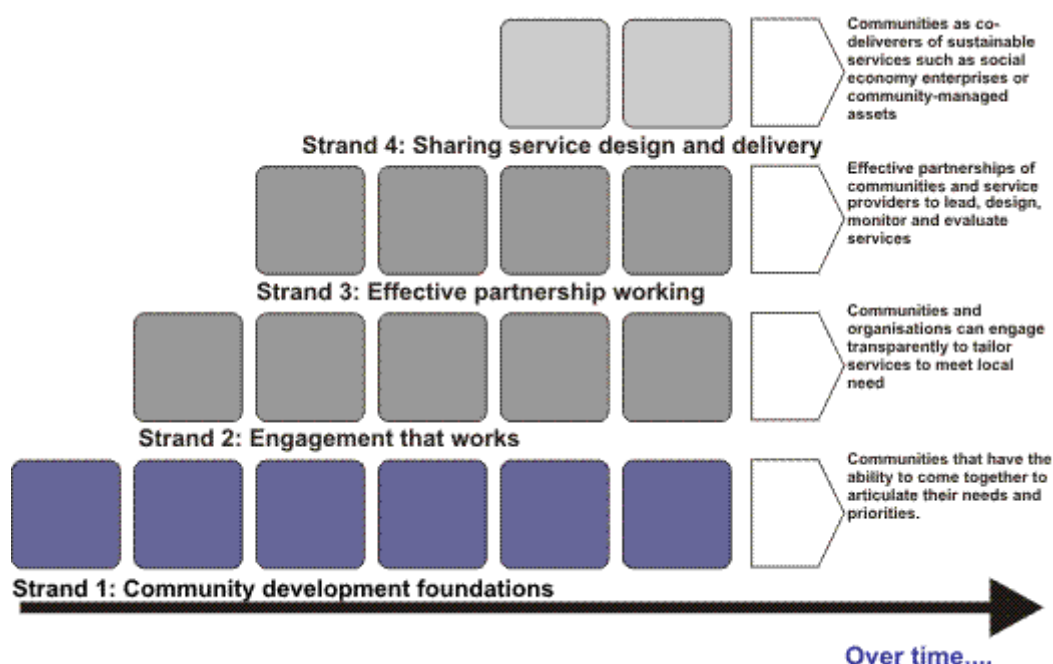 Communities as co-
deliverers of sustainable
services such as social
economy enterprises or
community-managed
assets
Strand 4: Sharing service design and delivery
Effective partnerships of
communities and service
providers to lead, design,
monitor and evaluate
services
Strand 3: Effective partnership working
Communities and
organisations can engage
transparently to tailor
services to meet local
need
Strand 2: Engagement that works
Communities that have the
ability to come together to
articulate their needs and
priorities.
Strand 1: Community development foundations
Over time....